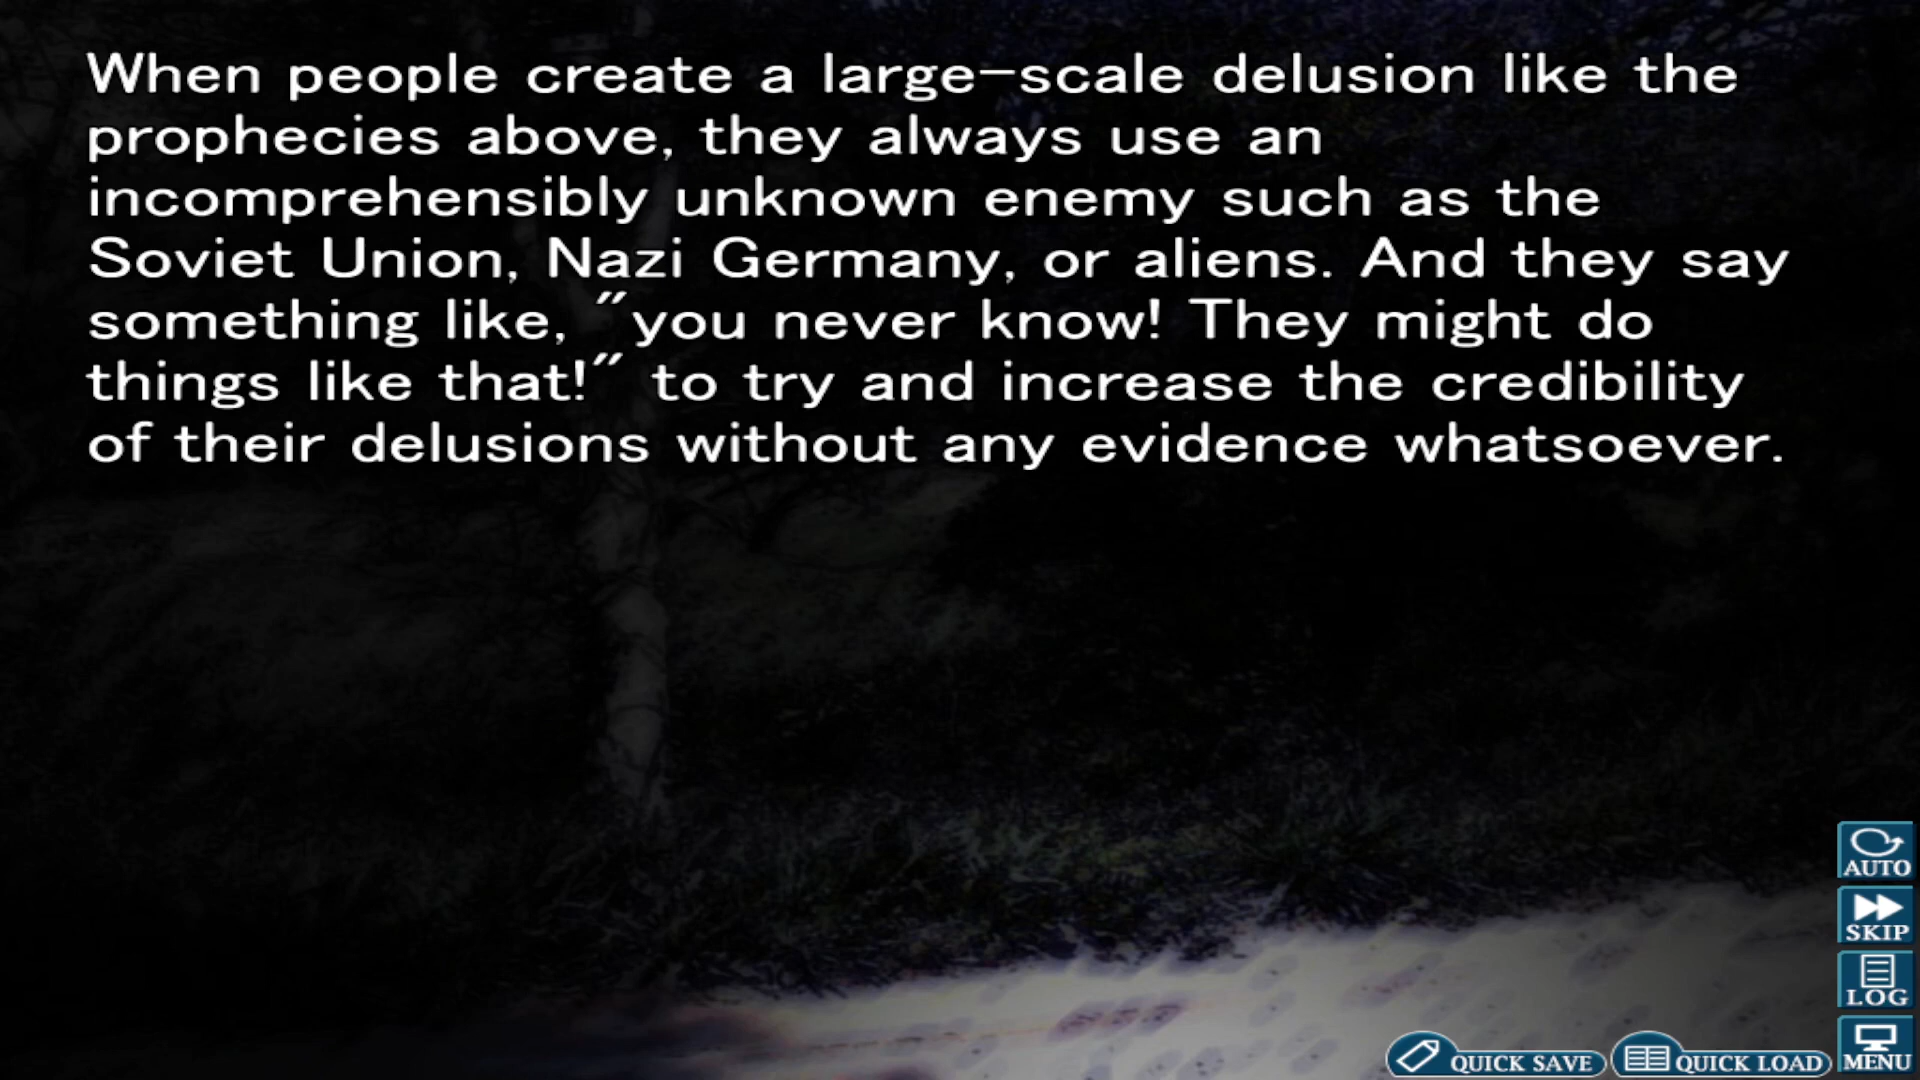 When people create a large-scale delusion like the
prophecies above, they always use an
incomprehensibly unknown enemy such as the
Soviet Union, Nazi Germany, or aliens. And they say
something like, "you never know! They might do
things like that!" to try and increase the credibility
of their delusions without any evidence whatsoever.
AUTO
SKIP
LOG
MENU
QUICK SAVE
QUICK LOAD